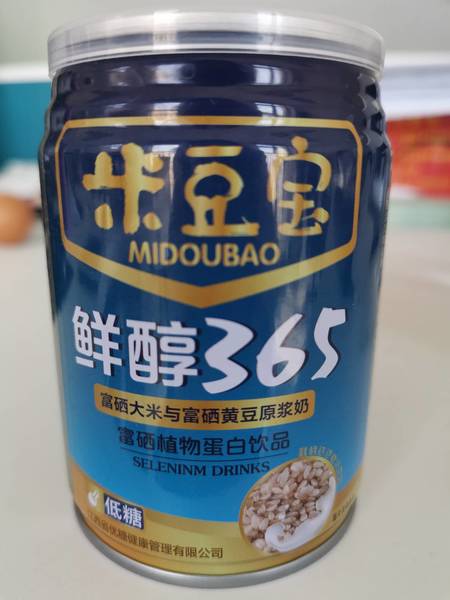 米豆宝
MIDOUBAO
鲜醇365
富硒大米与富硒黄豆原浆奶
富硒植物蛋白饮品
SELENINM DRINKS
低糖
健康管理有限公司